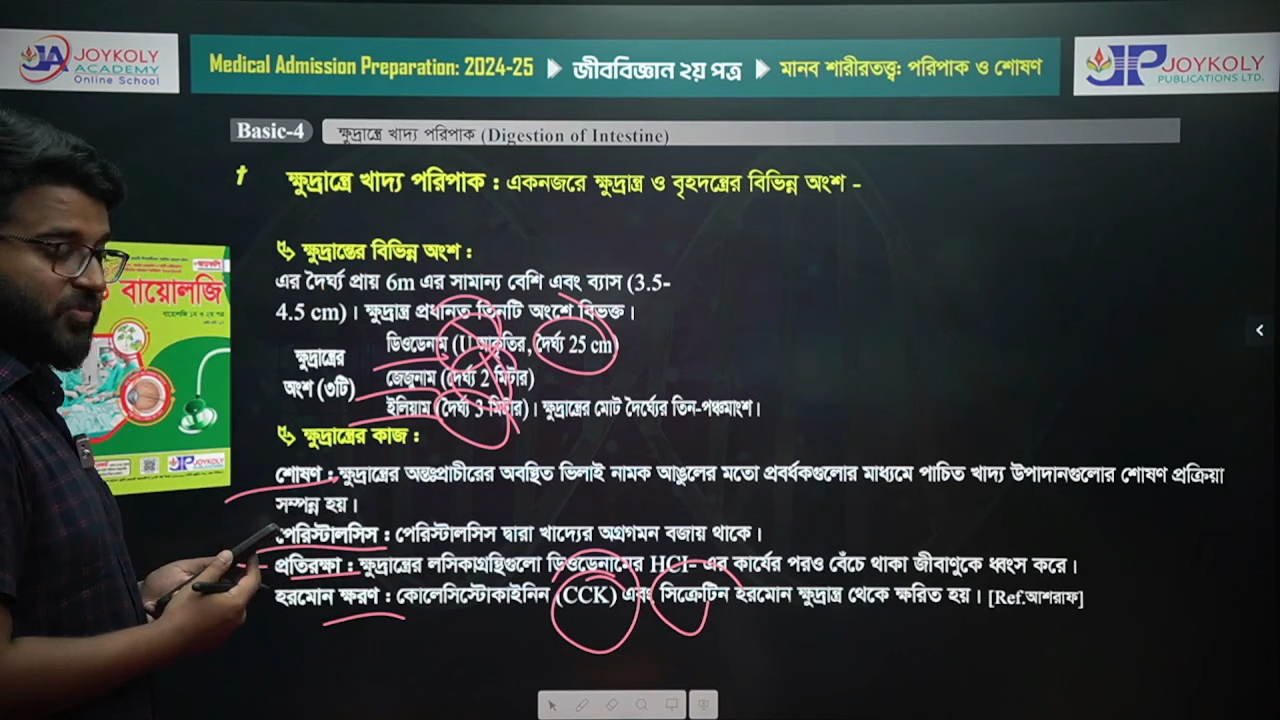 JOYKOLY
ACADEMY
Online School
Medical Admission Preparation: 2024-25 জীববিজ্ঞান ২য় পত্র মানব শারীরতত্ত্ব: পরিপাক ও শোষণ
JOYKOLY
PUBLICATIONS LTD.
Basic-4 ক্ষুদ্রান্ত্রে খাদ্য পরিপাক (Digestion of Intestine)
ক্ষুদ্রান্ত্রে খাদ্য পরিপাক : একনজরে ক্ষুদ্রান্ত্র ও বৃহদন্ত্রের বিভিন্ন অংশ -
ক্ষুদ্রান্তের বিভিন্ন অংশ :
এর দৈর্ঘ্য প্রায় 6m এর সামান্য বেশি এবং ব্যাস (3.5-
4.5 cm)। ক্ষুদ্রান্ত্র প্রধানত তিনটি অংশে বিভক্ত।
ক্ষুদ্রান্ত্রের
অংশ (৩টি)
ডিওডেনাম (U আকৃতির, দৈর্ঘ্য 25 cm)
জেজুনাম (দৈর্ঘ্য 2 মিটার)
ইলিয়াম (দৈর্ঘ্য 3 মিটার)। ক্ষুদ্রান্ত্রের মোট দৈর্ঘ্যের তিন-পঞ্চমাংশ।
ক্ষুদ্রান্ত্রের কাজ :
শোষণ : ক্ষুদ্রান্ত্রের অন্তঃপ্রাচীরের অবস্থিত ভিলাই নামক আঙুলের মতো প্রবর্ধকগুলোর মাধ্যমে পাচিত খাদ্য উপাদানগুলোর শোষণ প্রক্রিয়া
সম্পন্ন হয়।
পেরিস্টালসিস : পেরিস্টালসিস দ্বারা খাদ্যের অগ্রগমন বজায় থাকে।
প্রতিরক্ষা : ক্ষুদ্রান্ত্রের লসিকাগ্রন্থিগুলো ডিওডেনামের HCl- এর কার্যের পরও বেঁচে থাকা জীবাণুকে ধ্বংস করে।
হরমোন ক্ষরণ : কোলেসিস্টোকাইনিন (CCK) এবং সিক্রেটিন হরমোন ক্ষুদ্রান্ত্র থেকে ক্ষরিত হয়। [Ref.আশরাফ]
বায়োলজি
JOYKOLY